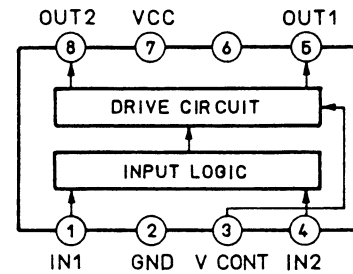 OUT2 VCC OUT1
8 7 6 5
DRIVE CIRCUIT
INPUT LOGIC
1 2 3 4
IN1 GND V CONT IN2